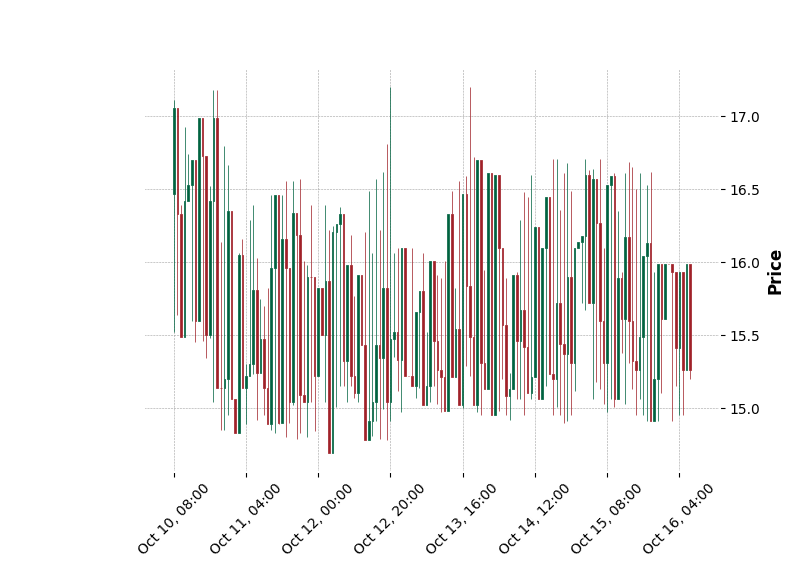 17.0
16.5
16.0
15.5
15.0
Price
Oct 10, 08:00
Oct 11, 04:00
Oct 12, 00:00
Oct 12, 20:00
Oct 13, 16:00
Oct 14, 12:00
Oct 15, 08:00
Oct 16, 04:00